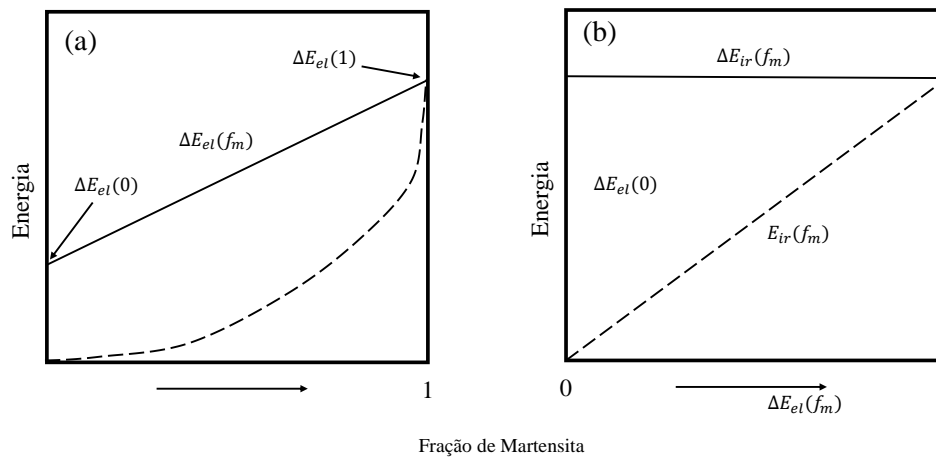 (a)
ΔE_el(1)
ΔE_el(f_m)
ΔE_el(0)
Energia
1
(b)
ΔE_ir(f_m)
ΔE_el(0)
E_ir(f_m)
Energia
0
ΔE_el(f_m)
Fração de Martensita